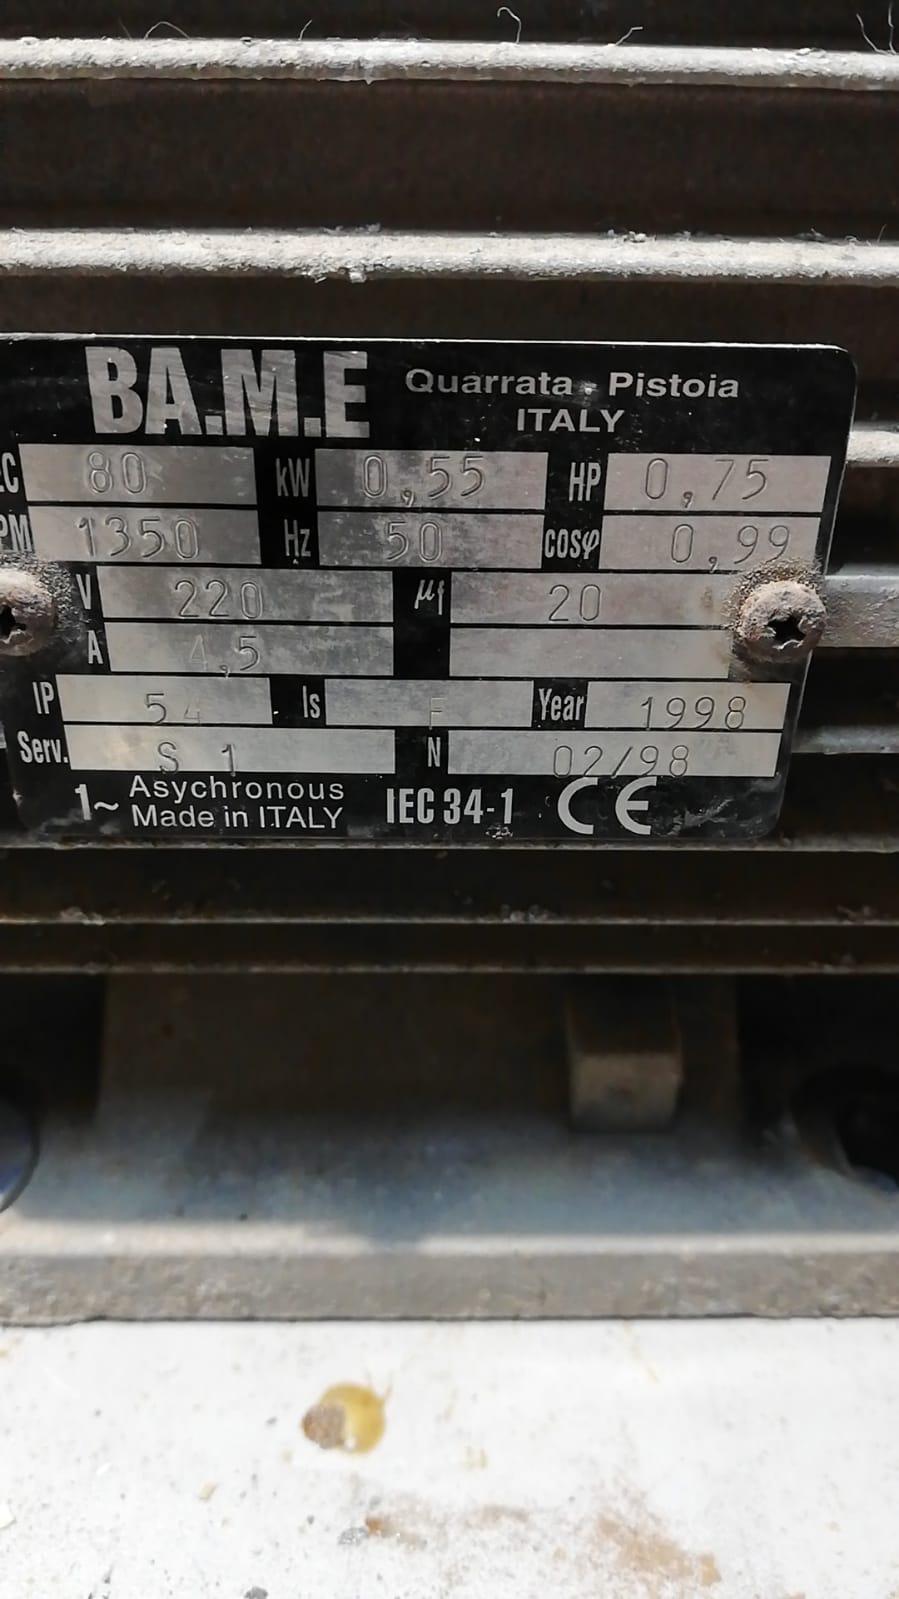 BA.M.E Quarrata - Pistoia
ITALY
EC 80 kW 0,55 HP 0,75
PM 1350 Hz 50 cosφ 0,99
V 220 µf 20
A 4,5
IP 54 Is F Year 1998
Serv. S 1 N 02/98
1~ Asychronous
Made in ITALY IEC 34-1 CE